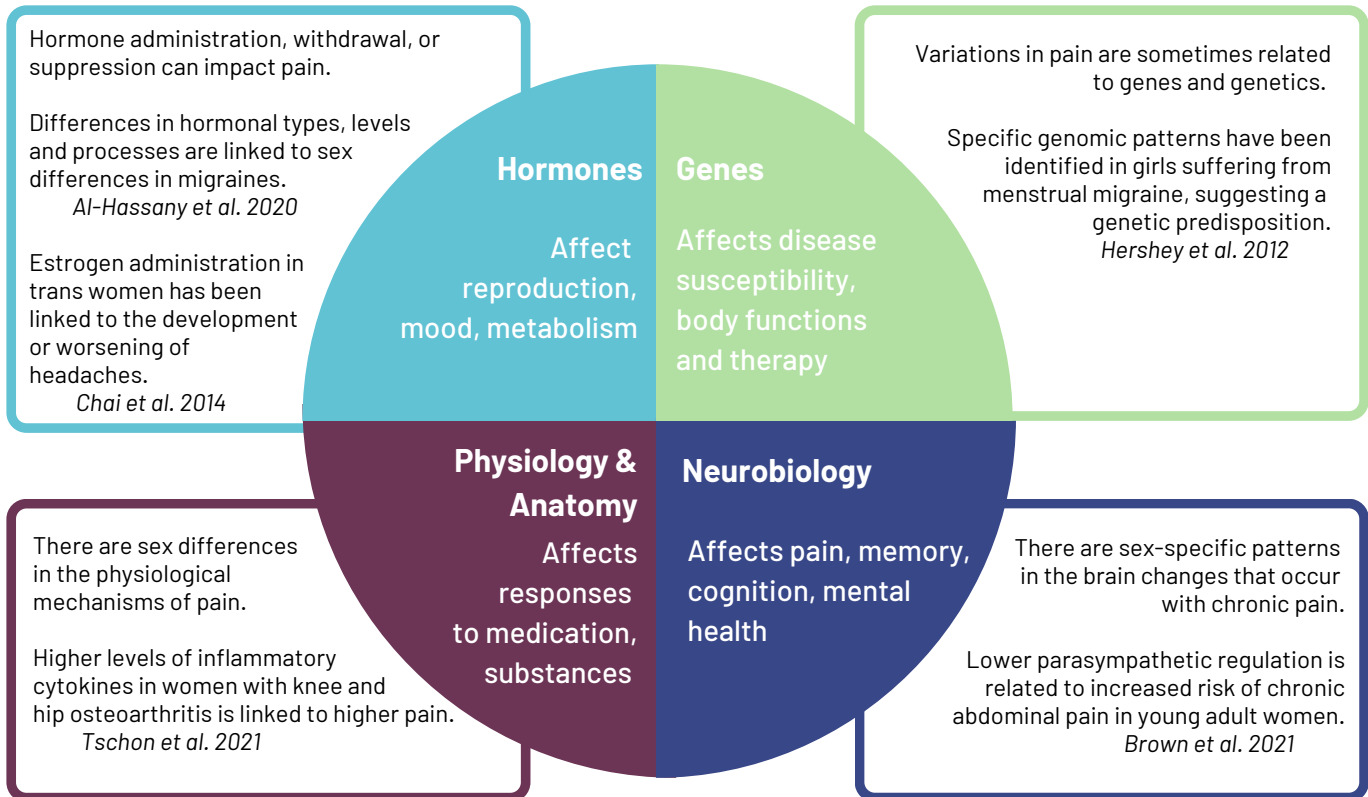 Hormone administration, withdrawal, or
suppression can impact pain.
Differences in hormonal types, levels
and processes are linked to sex
differences in migraines.
Al-Hassany et al. 2020
Estrogen administration in
trans women has been
linked to the development
or worsening of
headaches.
Chai et al. 2014
Hormones
Affect
reproduction,
mood, metabolism
Genes
Affects disease
susceptibility,
body functions
and therapy
Variations in pain are sometimes related
to genes and genetics.
Specific genomic patterns have been
identified in girls suffering from
menstrual migraine, suggesting a
genetic predisposition.
Hershey et al. 2012
There are sex differences
in the physiological
mechanisms of pain.
Higher levels of inflammatory
cytokines in women with knee and
hip osteoarthritis is linked to higher pain.
Tschon et al. 2021
Physiology &
Anatomy
Affects
responses
to medication,
substances
Neurobiology
Affects pain, memory,
cognition, mental
health
There are sex-specific patterns
in the brain changes that occur
with chronic pain.
Lower parasympathetic regulation is
related to increased risk of chronic
abdominal pain in young adult women.
Brown et al. 2021